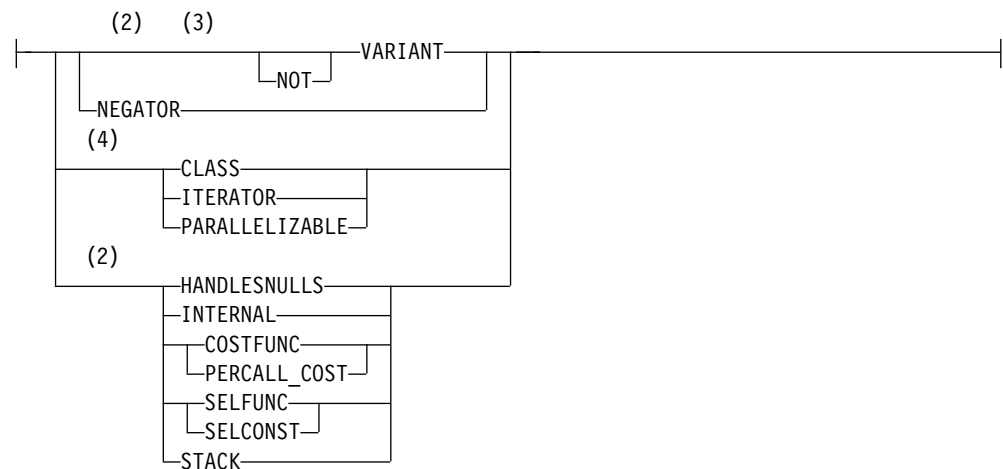 (2) (3)
VARIANT
NOT
NEGATOR
(4)
CLASS
ITERATOR
PARALLELIZABLE
(2)
HANDLESNULLS
INTERNAL
COSTFUNC
PERCALL_COST
SELFUNC
SELCONST
STACK